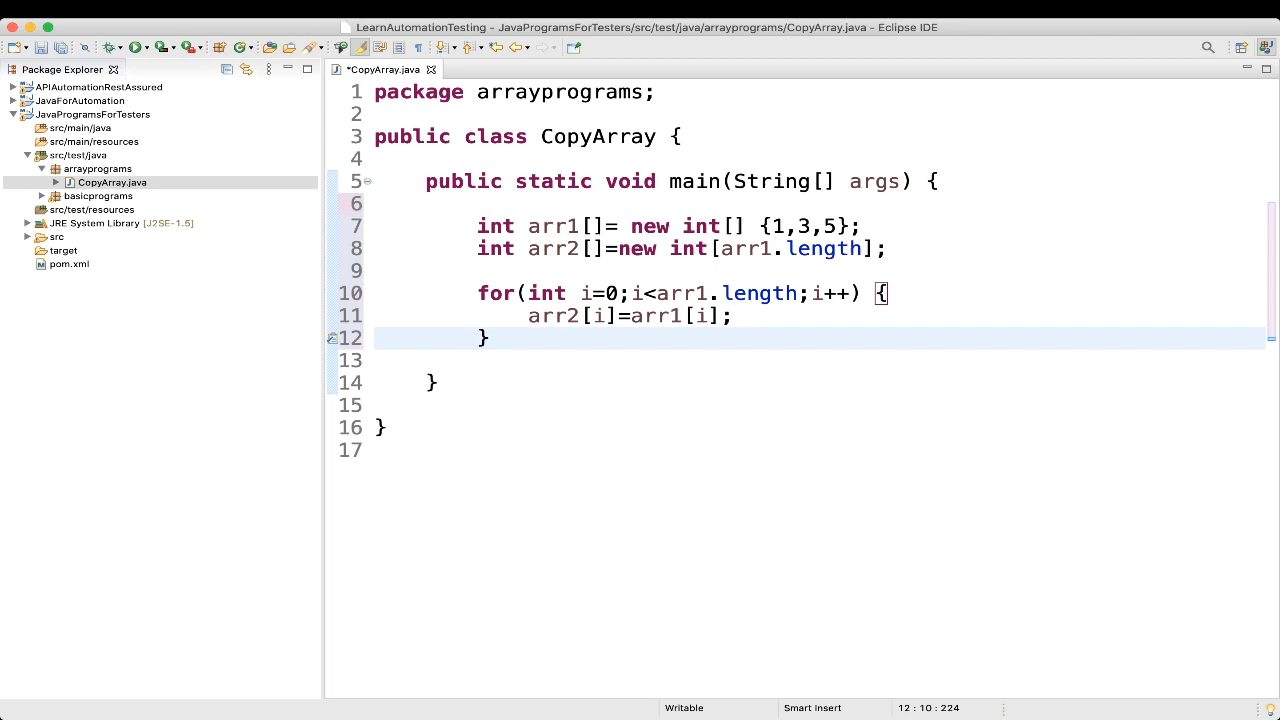 LearnAutomationTesting - JavaProgramsForTesters/src/test/java/arrayprograms/CopyArray.java - Eclipse IDE
Package Explorer
*CopyArray.java
APIAutomationRestAssured
JavaForAutomation
JavaProgramsForTesters
src/main/java
src/main/resources
src/test/java
arrayprograms
CopyArray.java
basicprograms
src/test/resources
JRE System Library [J2SE-1.5]
src
target
pom.xml
1 package arrayprograms;
2
3 public class CopyArray {
4
5 public static void main(String[] args) {
6
7 int arr1[]= new int[] {1,3,5};
8 int arr2[]=new int[arr1.length];
9
10 for(int i=0;i<arr1.length;i++) {
11 arr2[i]=arr1[i];
12 }
13
14 }
15
16 }
17
Writable Smart Insert 12 : 10 : 224